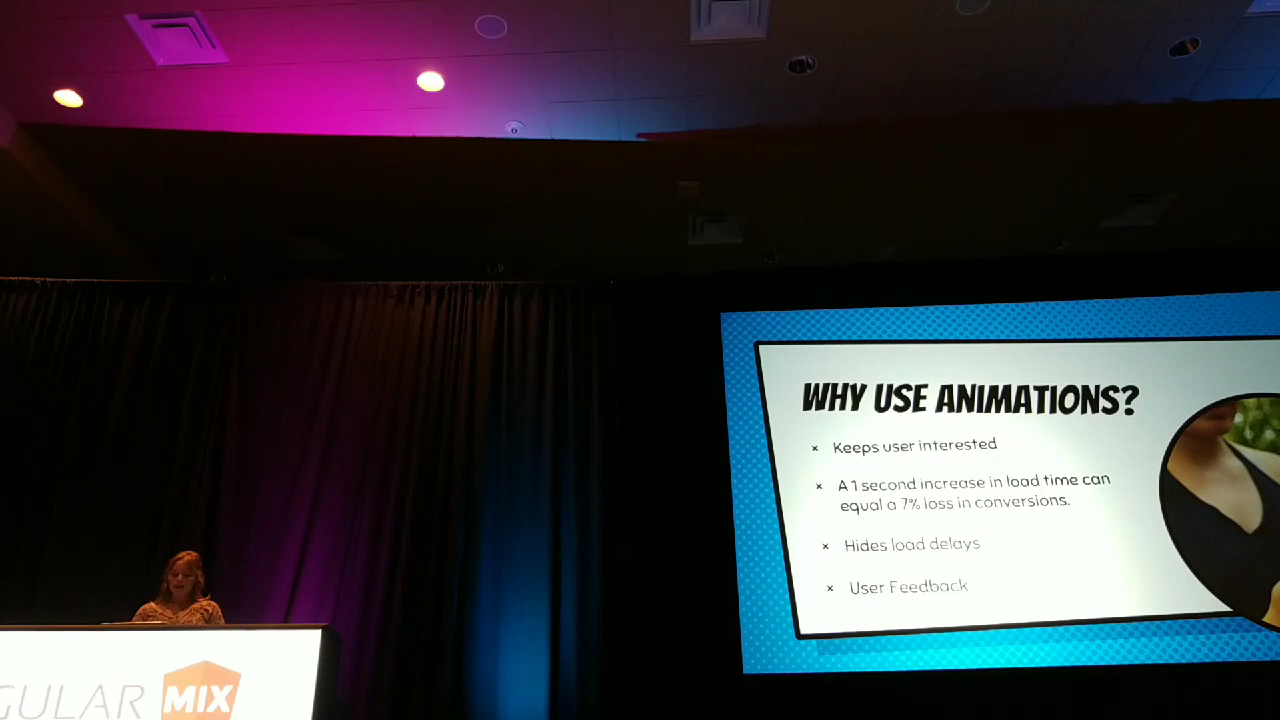 WHY USE ANIMATIONS?
× Keeps user interested
× A 1 second increase in load time can
equal a 7% loss in conversions.
× Hides load delays
× User Feedback
GULAR MIX